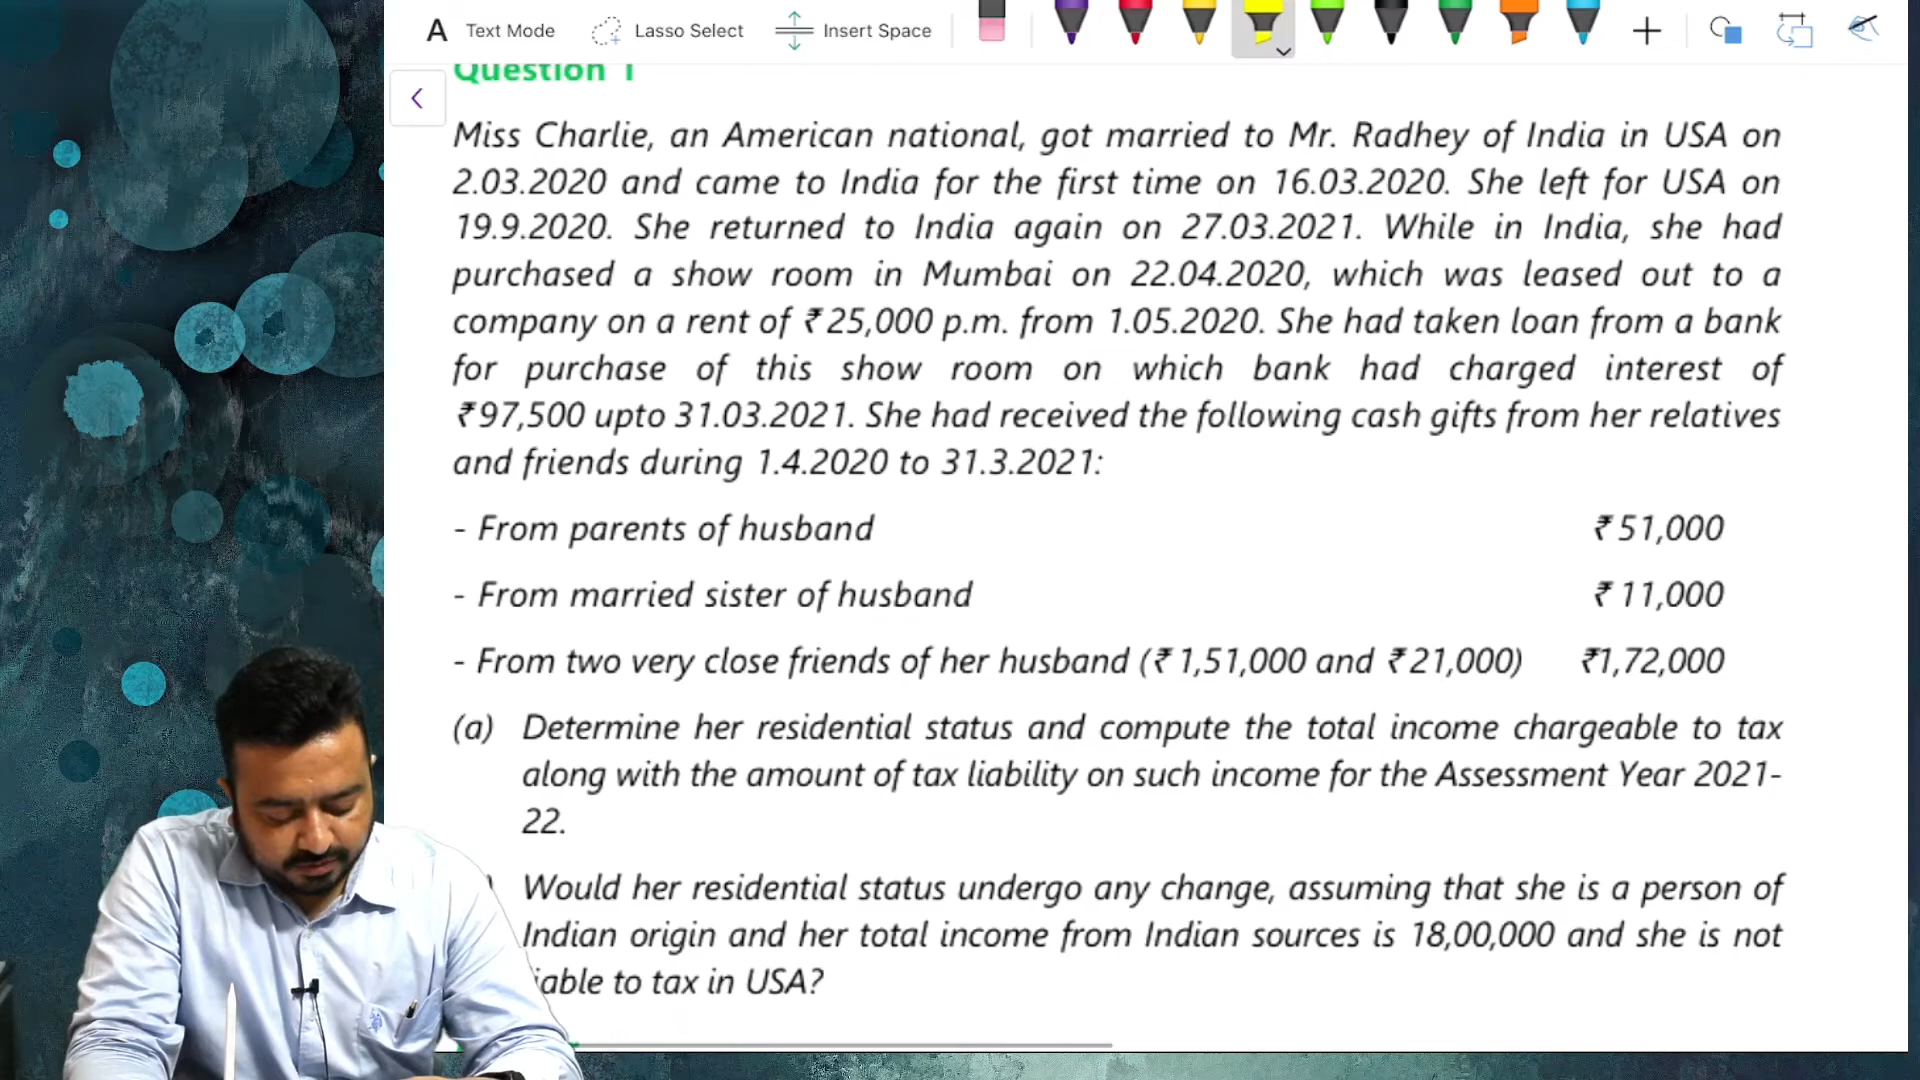 A Text Mode Lasso Select Insert Space
Question 1
Miss Charlie, an American national, got married to Mr. Radhey of India in USA on
2.03.2020 and came to India for the first time on 16.03.2020. She left for USA on
19.9.2020. She returned to India again on 27.03.2021. While in India, she had
purchased a show room in Mumbai on 22.04.2020, which was leased out to a
company on a rent of ₹ 25,000 p.m. from 1.05.2020. She had taken loan from a bank
for purchase of this show room on which bank had charged interest of
₹ 97,500 upto 31.03.2021. She had received the following cash gifts from her relatives
and friends during 1.4.2020 to 31.3.2021:
- From parents of husband ₹ 51,000
- From married sister of husband ₹ 11,000
- From two very close friends of her husband (₹ 1,51,000 and ₹ 21,000) ₹1,72,000
(a) Determine her residential status and compute the total income chargeable to tax
along with the amount of tax liability on such income for the Assessment Year 2021-
22.
) Would her residential status undergo any change, assuming that she is a person of
Indian origin and her total income from Indian sources is 18,00,000 and she is not
iable to tax in USA?